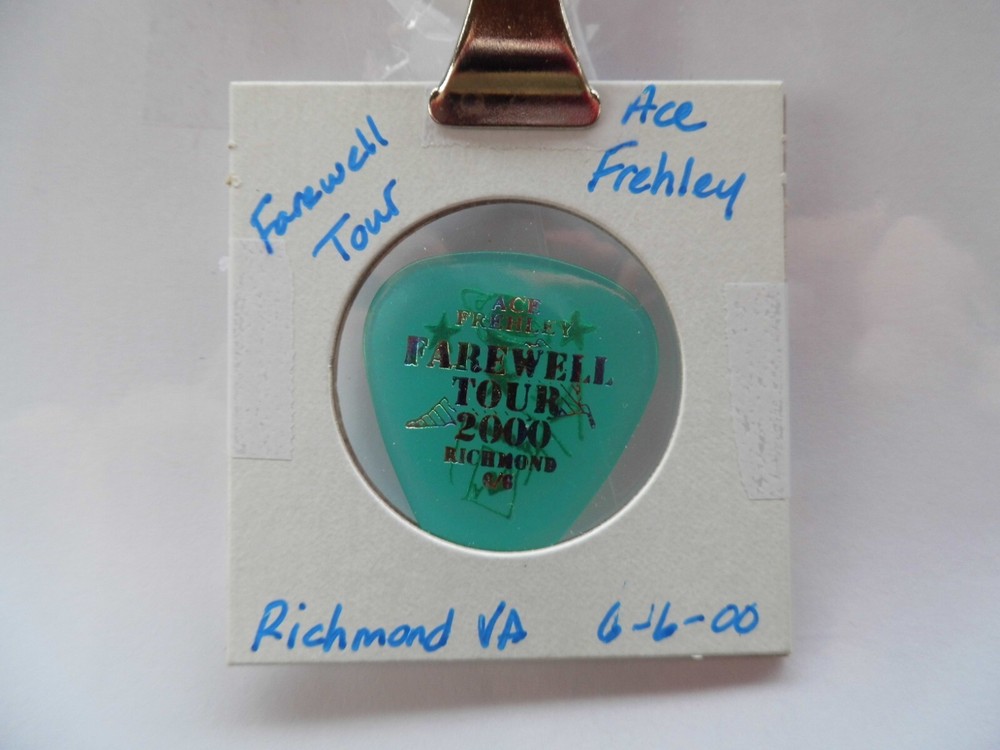 Farewell
Tour
Ace
Frehley
ACE
FREHLEY
FAREWELL
TOUR
2000
RICHMOND
Richmond VA 6-6-00